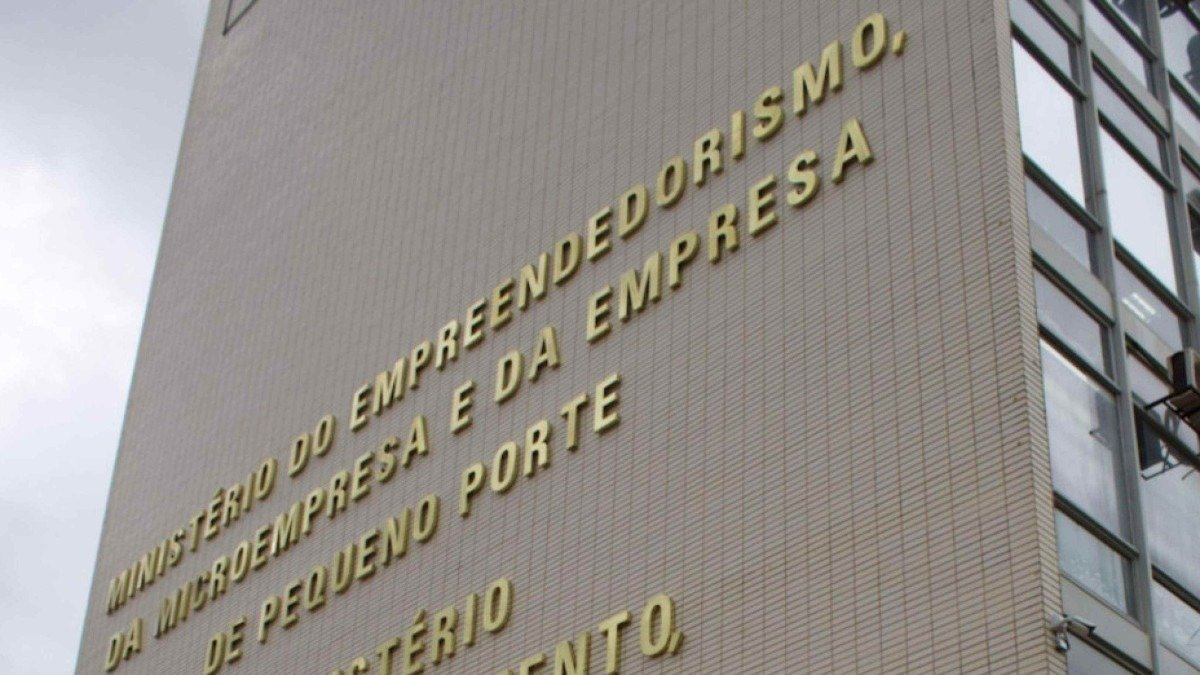 MINISTÉRIO DO EMPREENDEDORISMO,
DA MICROEMPRESA E DA EMPRESA
DE PEQUENO PORTE